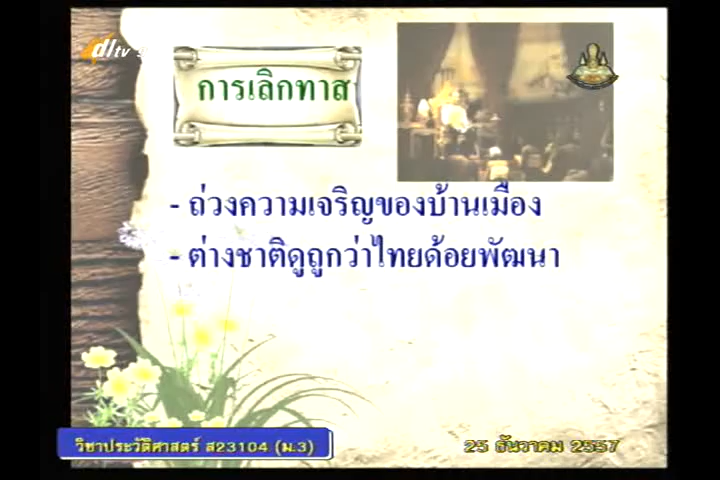 dltv
การเลิกทาส
- ถ่วงความเจริญของบ้านเมือง
- ต่างชาติดูถูกว่าไทยด้อยพัฒนา
วิชาประวัติศาสตร์ ส23104 (ม.3)
25 ธันวาคม 2557